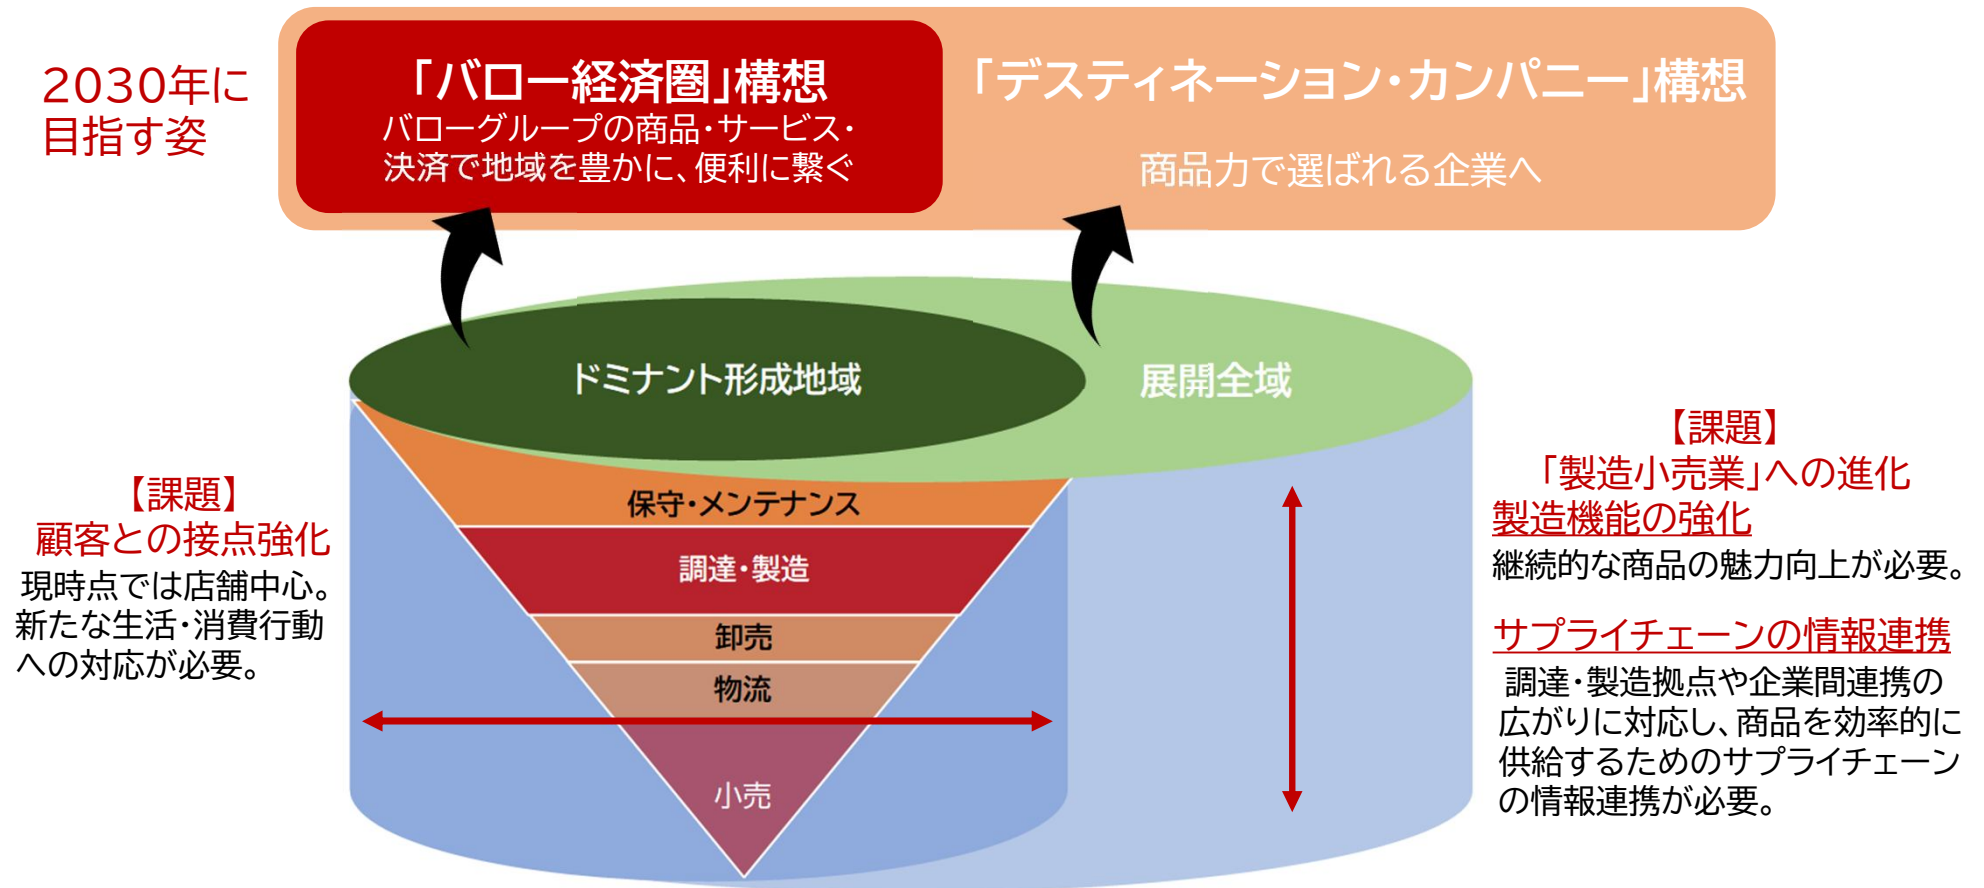 2030年に
目指す姿
「バロー経済圏」構想
バローグループの商品・サービス・
決済で地域を豊かに、便利に繋ぐ
「デスティネーション・カンパニー」構想
商品力で選ばれる企業へ
ドミナント形成地域
展開全域
保守・メンテナンス
調達・製造
卸売
物流
小売
【課題】
顧客との接点強化
現時点では店舗中心。
新たな生活・消費行動
への対応が必要。
【課題】
「製造小売業」への進化
製造機能の強化
継続的な商品の魅力向上が必要。
サプライチェーンの情報連携
調達・製造拠点や企業間連携の
広がりに対応し、商品を効率的に
供給するためのサプライチェーン
の情報連携が必要。